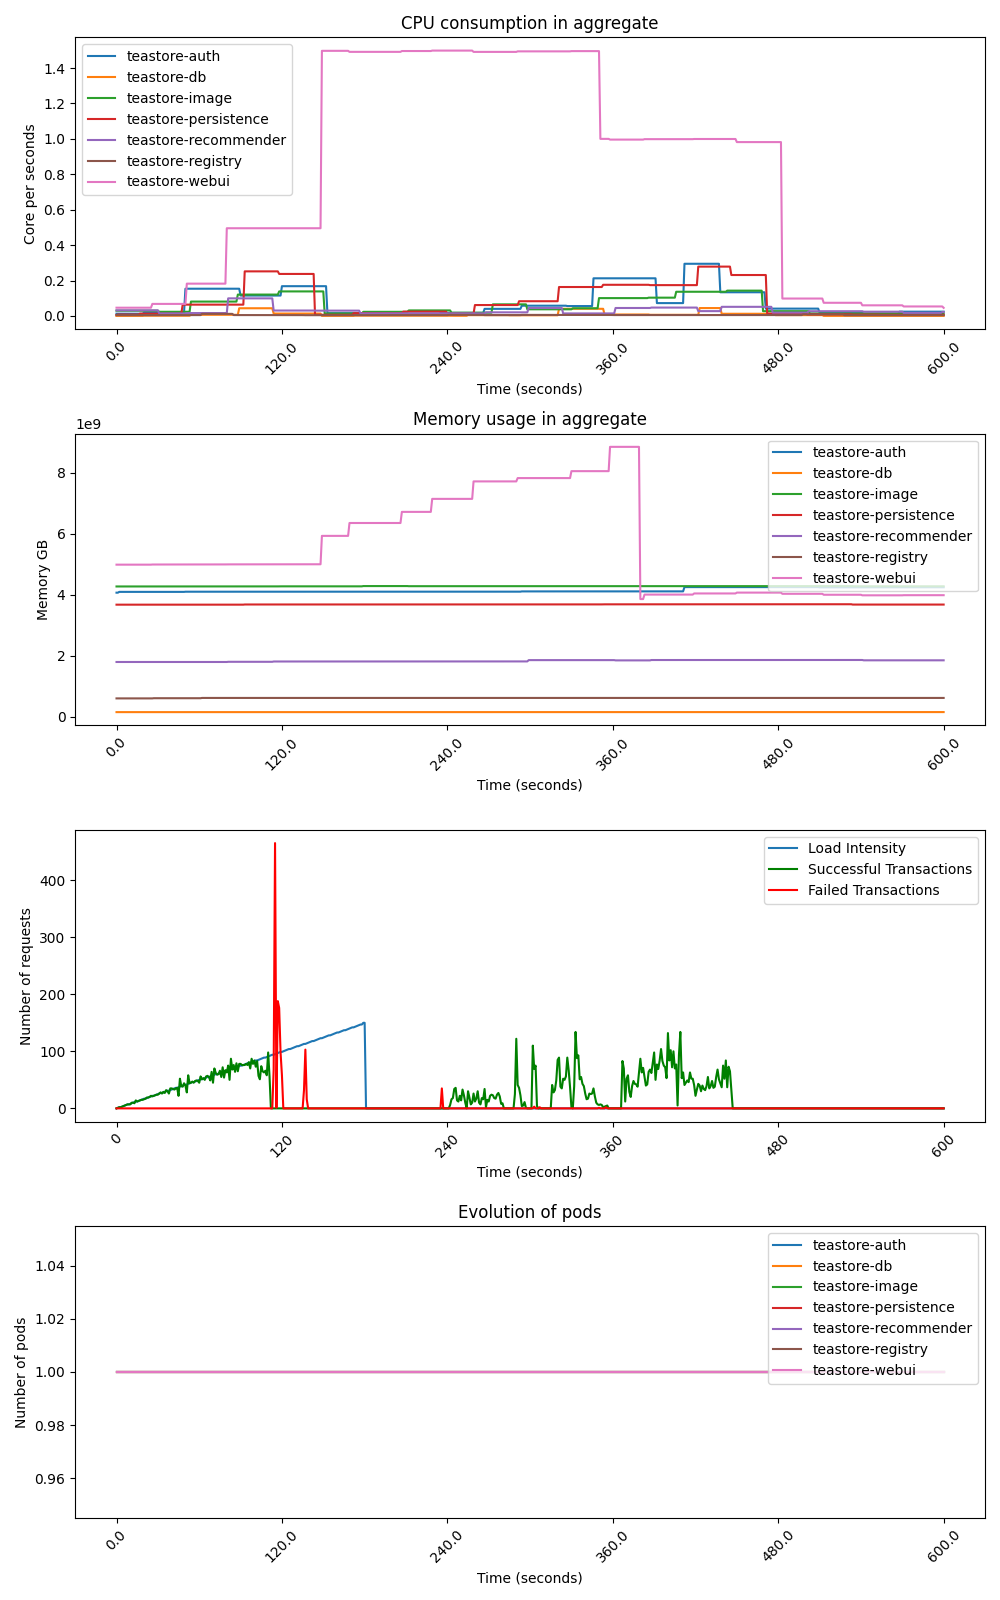 CPU consumption in aggregate
Core per seconds
1.4
1.2
1.0
0.8
0.6
0.4
0.2
0.0
teastore-auth
teastore-db
teastore-image
teastore-persistence
teastore-recommender
teastore-registry
teastore-webui
0.0
120.0
240.0
360.0
480.0
600.0
Time (seconds)
Memory usage in aggregate
1e9
Memory GB
8
6
4
2
0
teastore-auth
teastore-db
teastore-image
teastore-persistence
teastore-recommender
teastore-registry
teastore-webui
0.0
120.0
240.0
360.0
480.0
600.0
Time (seconds)
Number of requests
400
300
200
100
0
Load Intensity
Successful Transactions
Failed Transactions
0
120
240
360
480
600
Time (seconds)
Evolution of pods
Number of pods
1.04
1.02
1.00
0.98
0.96
teastore-auth
teastore-db
teastore-image
teastore-persistence
teastore-recommender
teastore-registry
teastore-webui
0.0
120.0
240.0
360.0
480.0
600.0
Time (seconds)